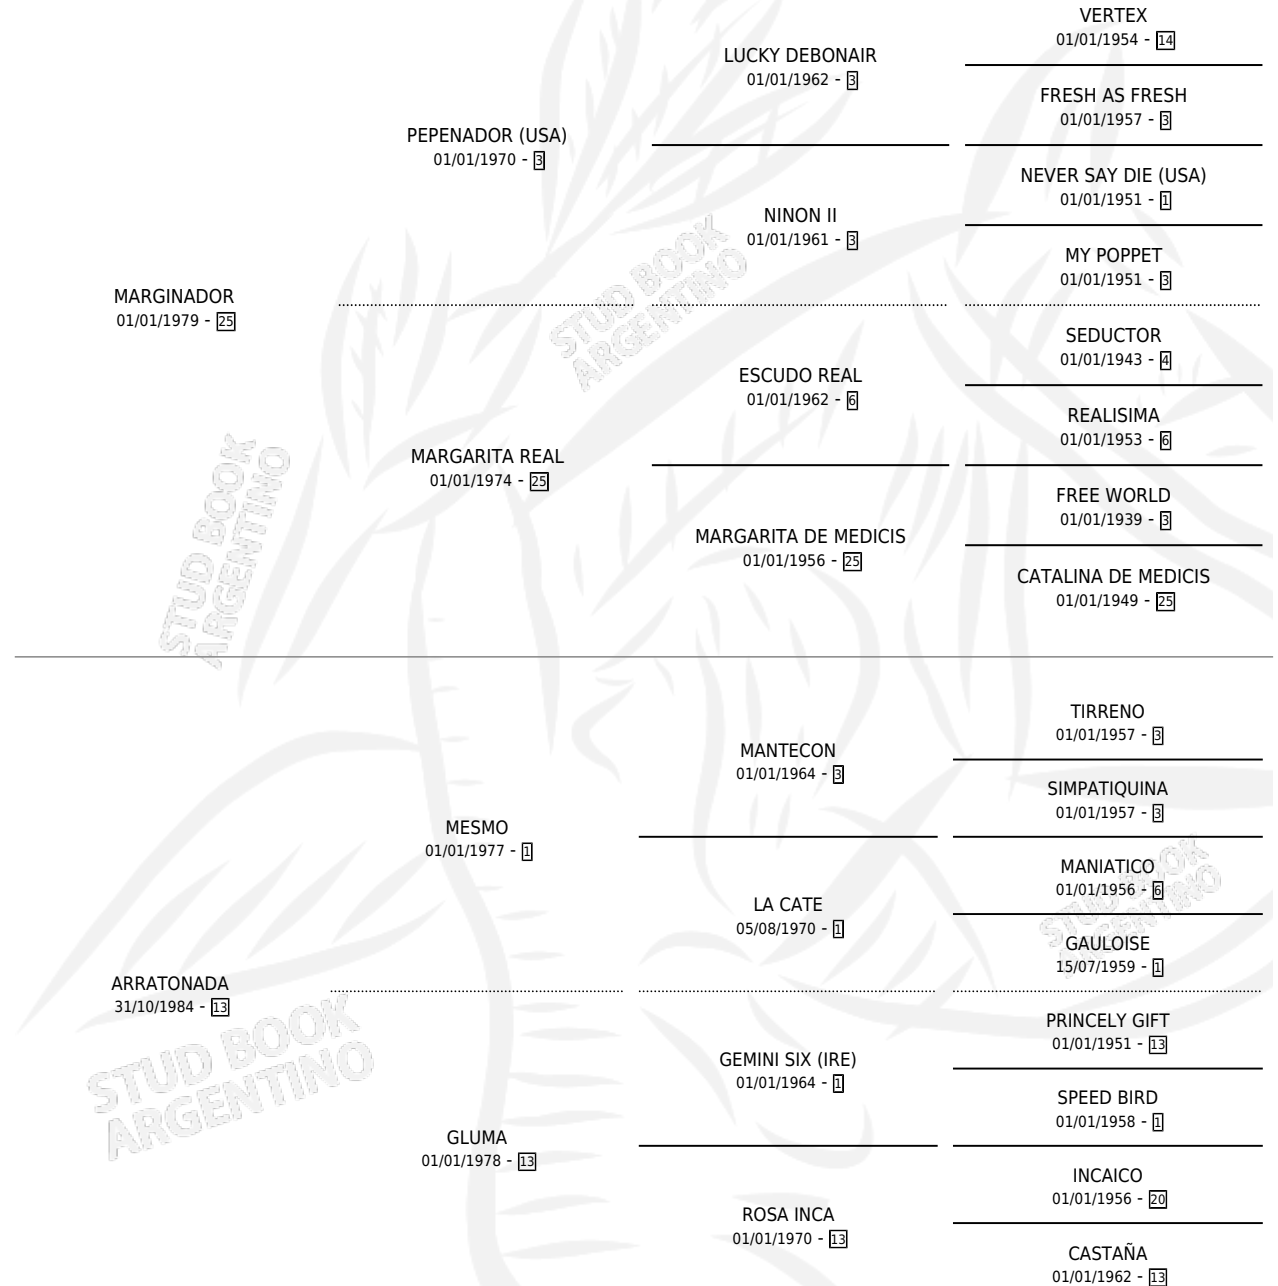 VERTEX
01/01/1954 - 14
LUCKY DEBONAIR
01/01/1962 - 3
FRESH AS FRESH
01/01/1957 - 3
PEPENADOR (USA)
01/01/1970 - 3
NEVER SAY DIE (USA)
01/01/1951 - 1
NINON II
01/01/1961 - 3
MY POPPET
01/01/1951 - 3
MARGINADOR
01/01/1979 - 25
SEDUCTOR
01/01/1943 - 4
ESCUDO REAL
01/01/1962 - 6
REALISIMA
01/01/1953 - 6
MARGARITA REAL
01/01/1974 - 25
FREE WORLD
01/01/1939 - 3
MARGARITA DE MEDICIS
01/01/1956 - 25
CATALINA DE MEDICIS
01/01/1949 - 25
TIRRENO
01/01/1957 - 3
MANTECON
01/01/1964 - 3
SIMPATIQUINA
01/01/1957 - 3
MESMO
01/01/1977 - 1
MANIATICO
01/01/1956 - 6
LA CATE
05/08/1970 - 1
GAULOISE
15/07/1959 - 1
ARRATONADA
31/10/1984 - 13
PRINCELY GIFT
01/01/1951 - 13
GEMINI SIX (IRE)
01/01/1964 - 1
SPEED BIRD
01/01/1958 - 1
GLUMA
01/01/1978 - 13
INCAICO
01/01/1956 - 20
ROSA INCA
01/01/1970 - 13
CASTAÑA
01/01/1962 - 13
STUD BOOK
ARGENTINO
STUD BOOK
ARGENTINO
STUD BOOK
ARGENTINO
STUD BOOK
ARGENTINO